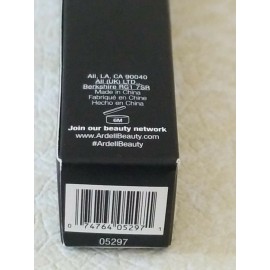 AII, LA, CA 90040
AII (UK) LTD.
Berkshire RG1 7SR
Made in China
Fabriqué en Chine
Hecho en China
6M
Join our beauty network
www.ArdellBeauty.com
#ArdellBeauty
0 74764 05297 1
05297